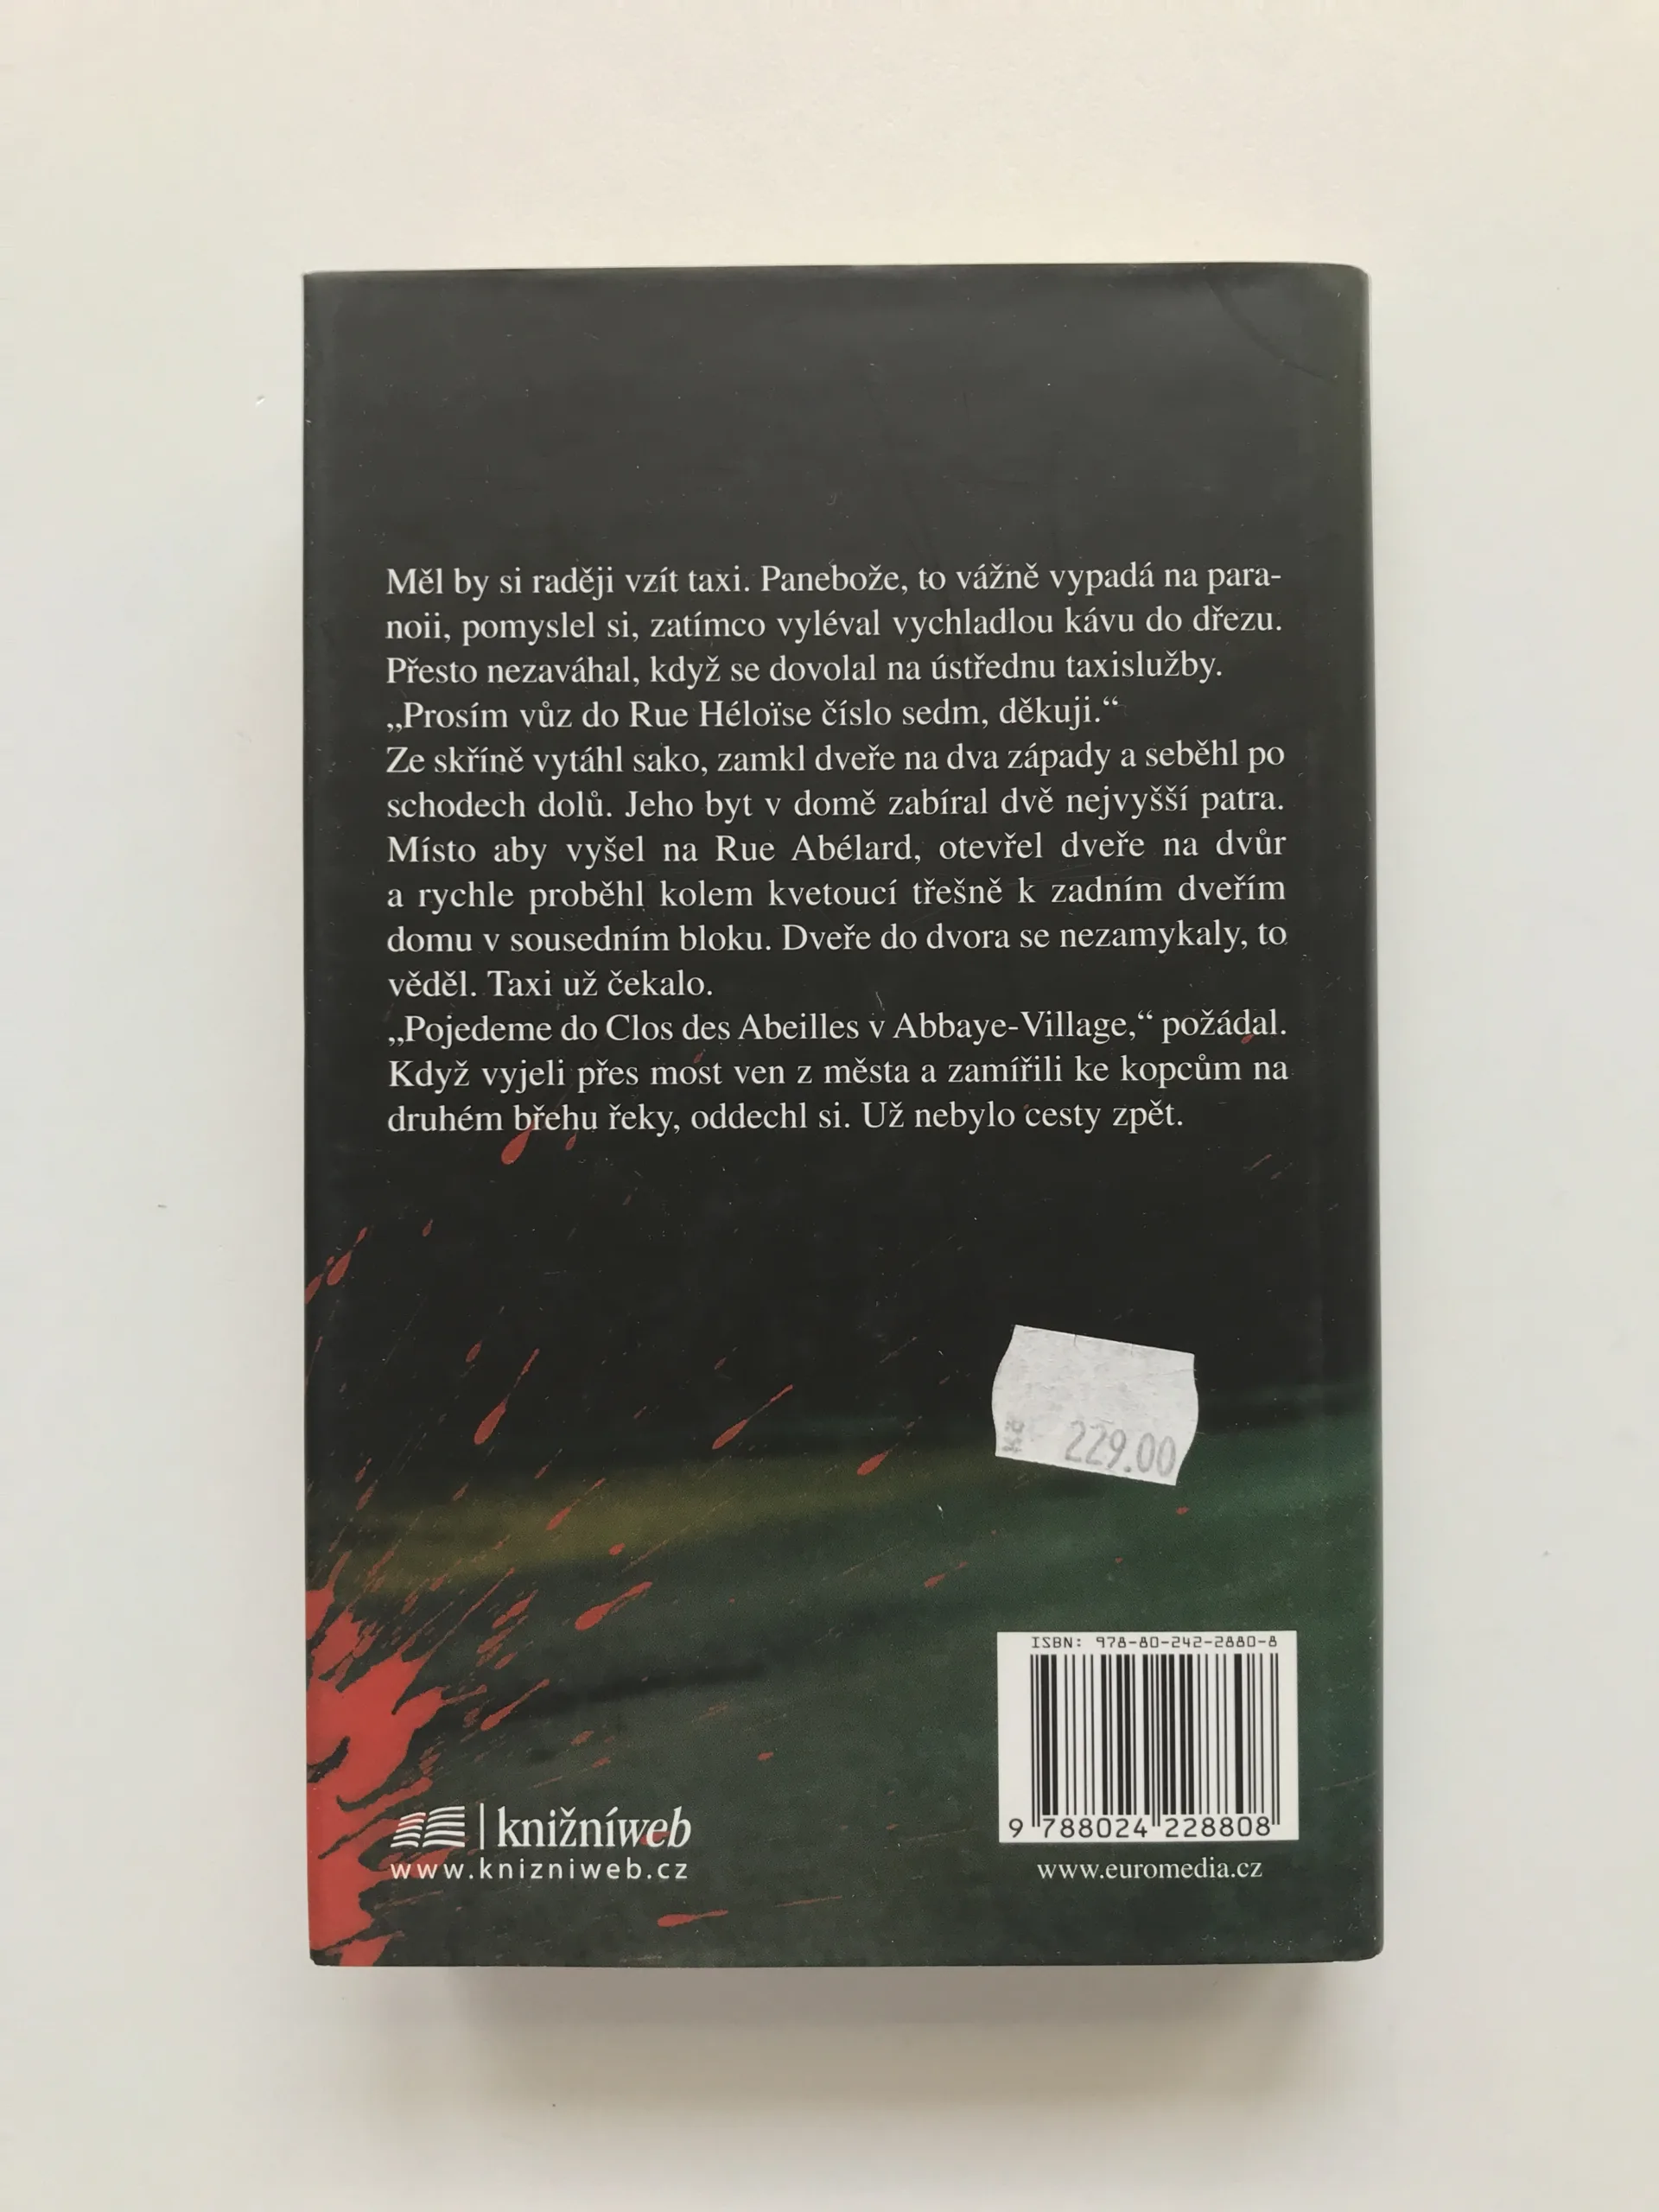 Měl by si raději vzít taxi. Panebože, to vážně vypadá na para-
noii, pomyslel si, zatímco vyléval vychladlou kávu do dřezu.
Přesto nezaváhal, když se dovolal na ústřednu taxislužby.
„Prosím vůz do Rue Héloïse číslo sedm, děkuji.“
Ze skříně vytáhl sako, zamkl dveře na dva západy a seběhl po
schodech dolů. Jeho byt v domě zabíral dvě nejvyšší patra.
Místo aby vyšel na Rue Abélard, otevřel dveře na dvůr
a rychle proběhl kolem kvetoucí třešně k zadním dveřím
domu v sousedním bloku. Dveře do dvora se nezamykaly, to
věděl. Taxi už čekalo.
„Pojedeme do Clos des Abeilles v Abbaye-Village,“ požádal.
Když vyjeli přes most ven z města a zamířili ke kopcům na
druhém břehu řeky, oddechl si. Už nebylo cesty zpět.
Kč 229.00
ISBN: 978-80-242-2880-8
9 788024 228808
knižníweb
www.knizniweb.cz
www.euromedia.cz